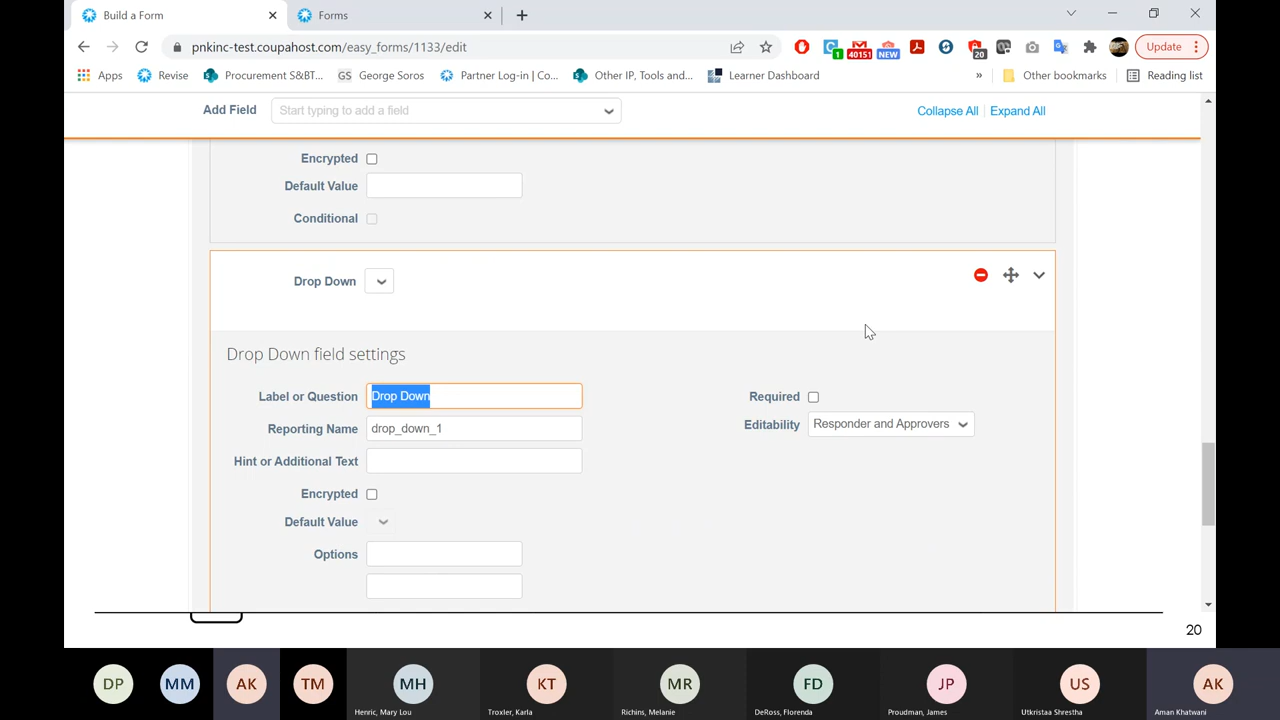 Build a Form
Forms
pnkinc-test.coupahost.com/easy_forms/1133/edit
1
40151
NEW
20
Update
Apps
Revise
Procurement S&BT...
GS George Soros
Partner Log-in | Co...
Other IP, Tools and...
Learner Dashboard
»
Other bookmarks
Reading list
Add Field
Start typing to add a field
Collapse All | Expand All
Encrypted
Default Value
Conditional
Drop Down
Drop Down field settings
Label or Question
Drop Down
Required
Reporting Name
drop_down_1
Editability
Responder and Approvers
Hint or Additional Text
Encrypted
Default Value
Options
20
DP
MM
AK
TM
MH
KT
MR
FD
JP
US
AK
Henric, Mary Lou
Troxler, Karla
Richins, Melanie
DeRoss, Florenda
Proudman, James
Utkristaa Shrestha
Aman Khatwani